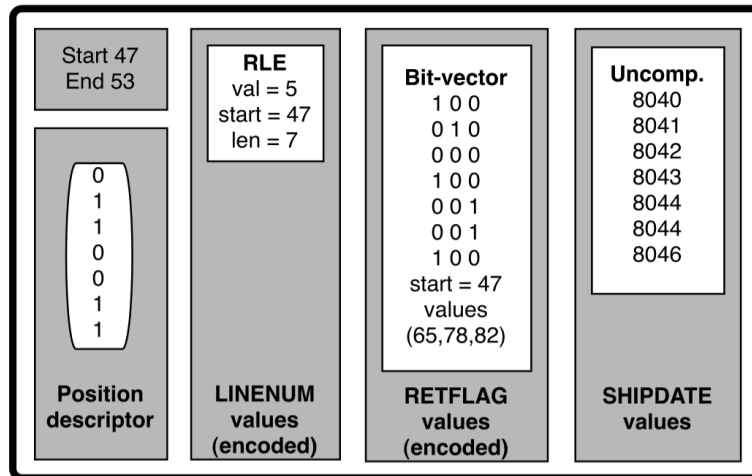 Start 47
End 53
0
1
1
0
0
1
1
Position
descriptor
RLE
val = 5
start = 47
len = 7
LINENUM
values
(encoded)
Bit-vector
1 0 0
0 1 0
0 0 0
1 0 0
0 0 1
0 0 1
1 0 0
start = 47
values
(65,78,82)
RETFLAG
values
(encoded)
Uncomp.
8040
8041
8042
8043
8044
8044
8046
SHIPDATE
values